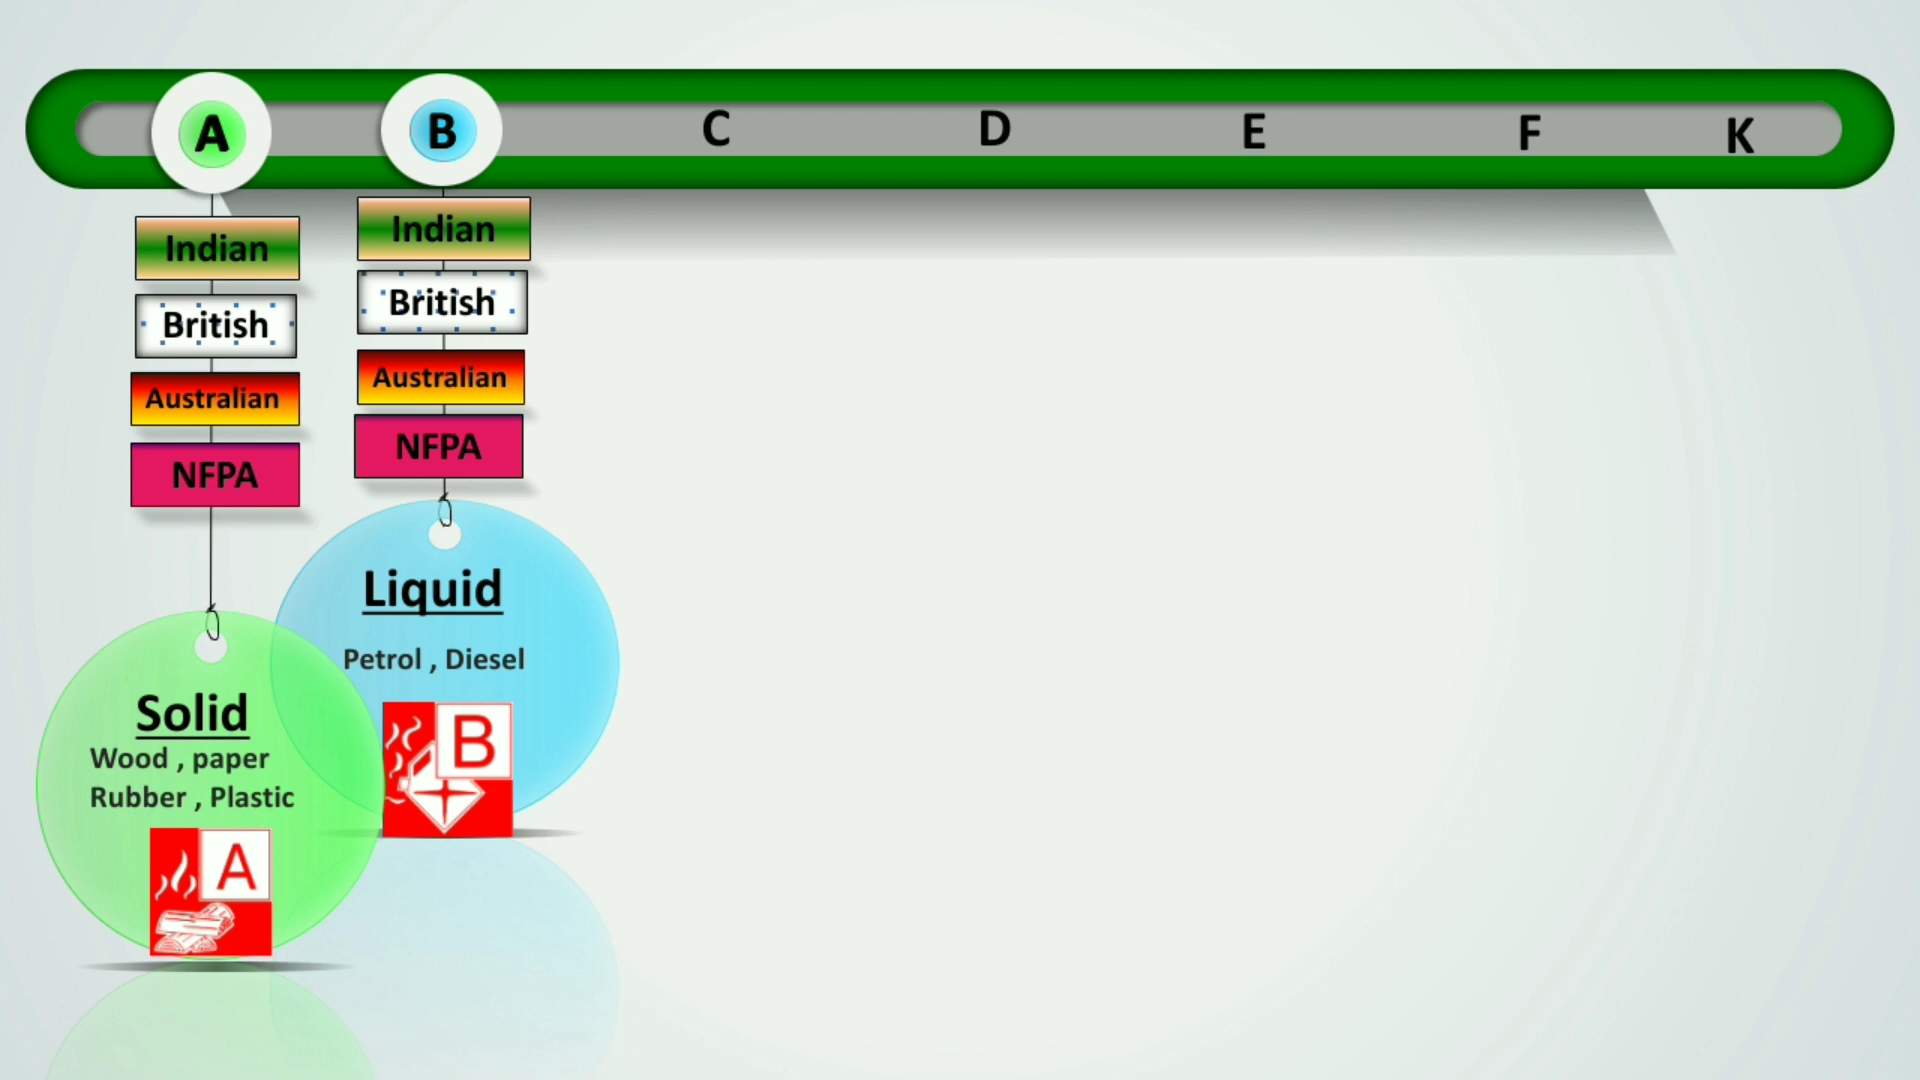 A B C D E F K
Indian
British
Australian
NFPA
Indian
British
Australian
NFPA
Solid
Wood , paper
Rubber , Plastic
A
Liquid
Petrol , Diesel
B